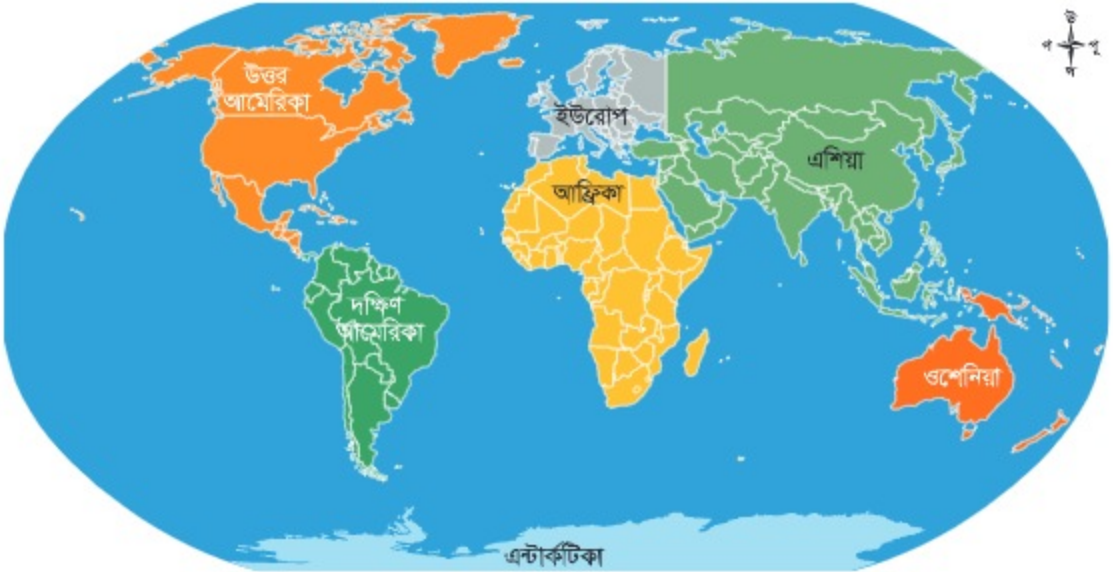 উ
প পূ
দ
উত্তর
আমেরিকা
ইউরোপ
এশিয়া
আফ্রিকা
দক্ষিণ
আমেরিকা
ওশেনিয়া
এন্টার্কটিকা